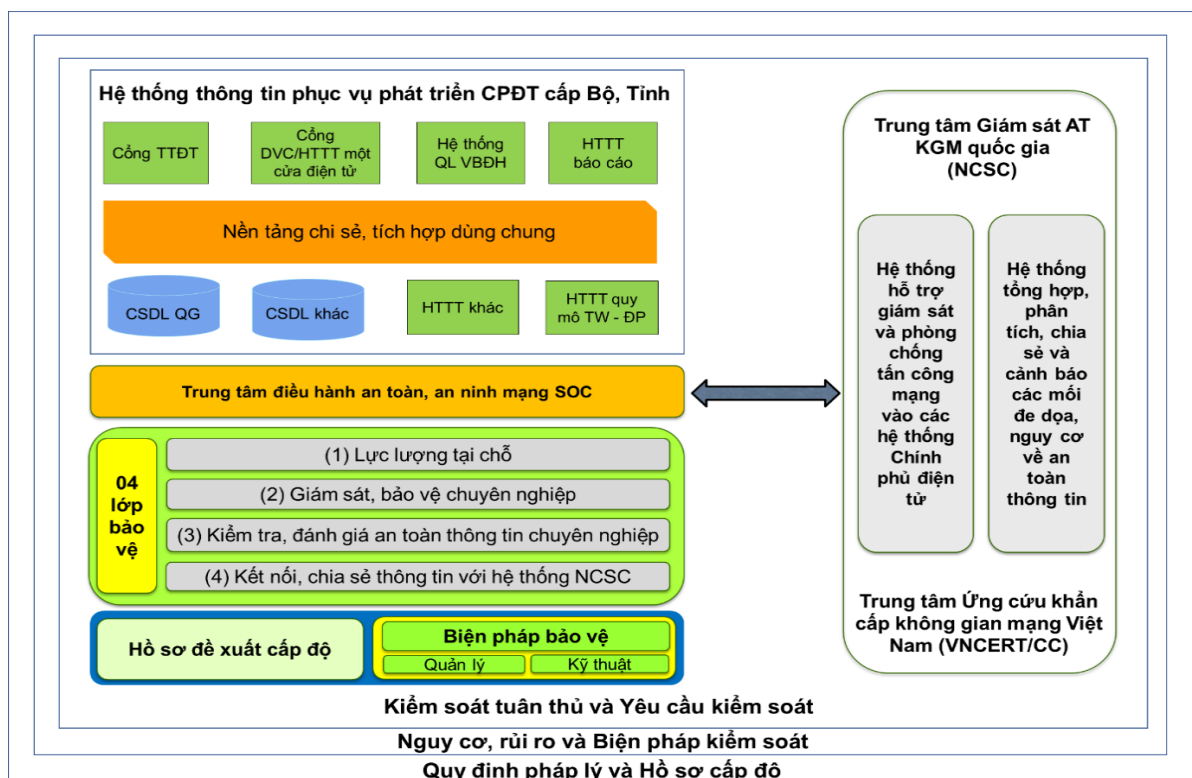 Hệ thống thông tin phục vụ phát triển CPĐT cấp Bộ, Tỉnh
Cổng TTĐT
Cổng
DVC/HTTT một
cửa điện tử
Hệ thống
QL VBĐH
HTTT
báo cáo
Nền tảng chi sẻ, tích hợp dùng chung
CSDL QG
CSDL khác
HTTT khác
HTTT quy
mô TW - ĐP
Trung tâm điều hành an toàn, an ninh mạng SOC
04
lớp
bảo
vệ
(1) Lực lượng tại chỗ
(2) Giám sát, bảo vệ chuyên nghiệp
(3) Kiểm tra, đánh giá an toàn thông tin chuyên nghiệp
(4) Kết nối, chia sẻ thông tin với hệ thống NCSC
Hồ sơ đề xuất cấp độ
Biện pháp bảo vệ
Quản lý
Kỹ thuật
Trung tâm Giám sát AT
KGM quốc gia
(NCSC)
Hệ thống
hỗ trợ
giám sát
và phòng
chống
tấn công
mạng
vào các
hệ thống
Chính
phủ điện
tử
Hệ thống
tổng hợp,
phân
tích, chia
sẻ và
cảnh báo
các mối
đe dọa,
nguy cơ
về an
toàn
thông tin
Trung tâm Ứng cứu khẩn
cấp không gian mạng Việt
Nam (VNCERT/CC)
Kiểm soát tuân thủ và Yêu cầu kiểm soát
Nguy cơ, rủi ro và Biện pháp kiểm soát
Quy định pháp lý và Hồ sơ cấp độ